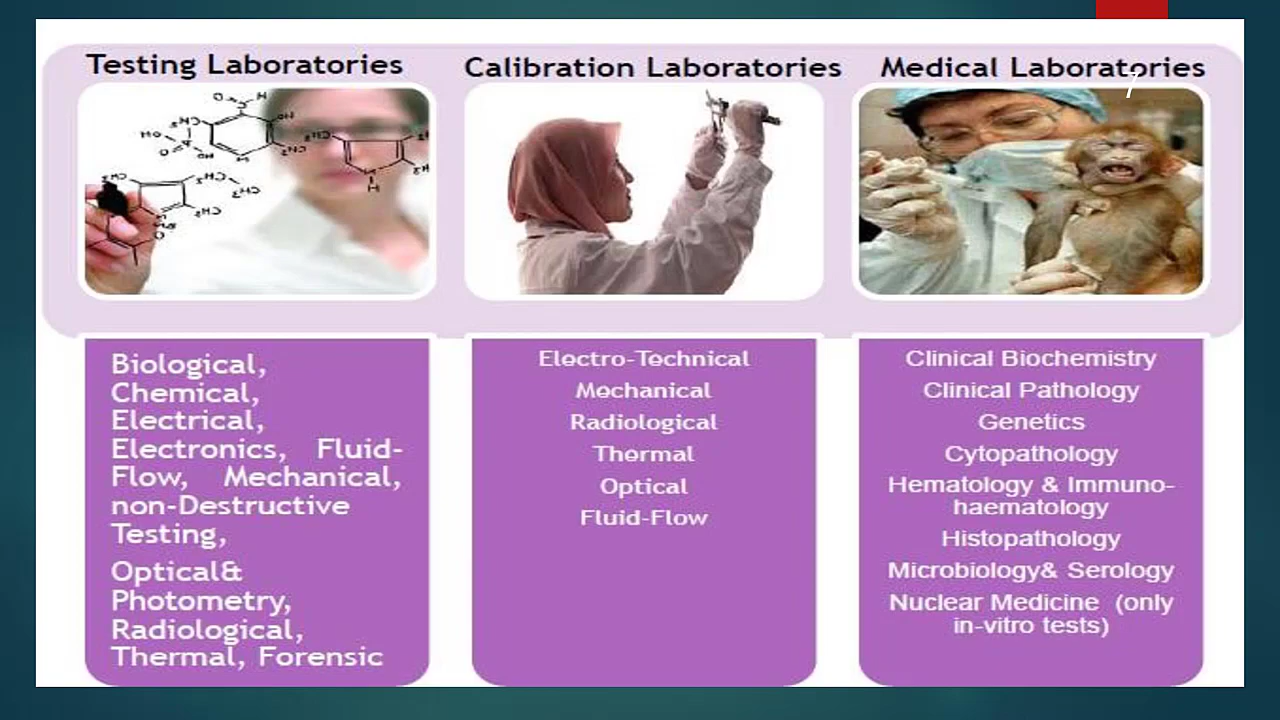 Testing Laboratories
Calibration Laboratories
Medical Laboratories
7
Biological,
Chemical,
Electrical,
Electronics, Fluid-
Flow, Mechanical,
non-Destructive
Testing,
Optical&
Photometry,
Radiological,
Thermal, Forensic
Electro-Technical
Mechanical
Radiological
Thermal
Optical
Fluid-Flow
Clinical Biochemistry
Clinical Pathology
Genetics
Cytopathology
Hematology & Immuno-
haematology
Histopathology
Microbiology& Serology
Nuclear Medicine (only
in-vitro tests)